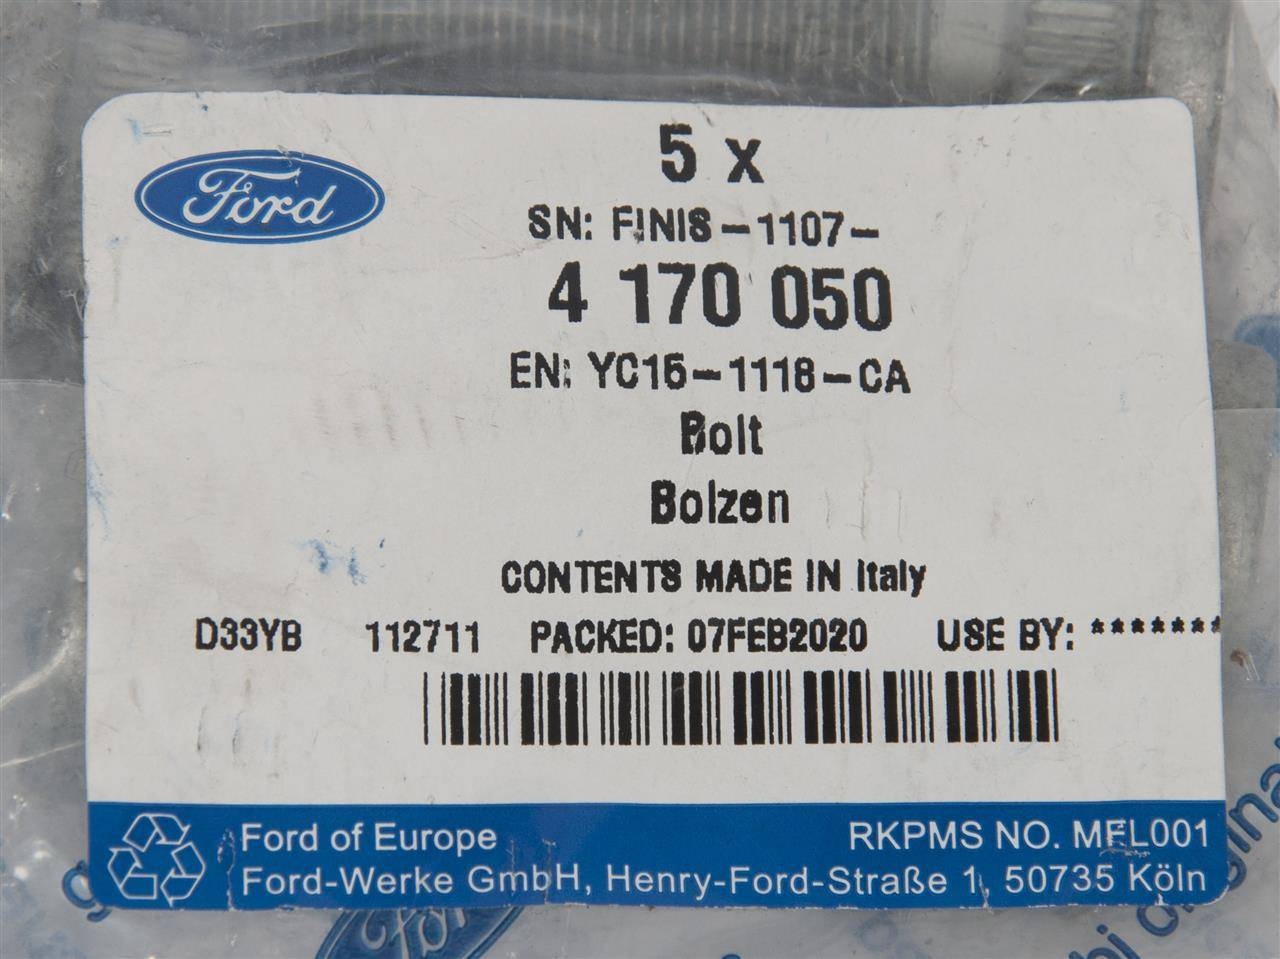 Ford
5 x
SN: FINIS-1107-
4 170 050
EN: YC15-1118-CA
Bolt
Bolzen
CONTENTS MADE IN Italy
D33YB 112711 PACKED: 07FEB2020 USE BY: *******
Ford of Europe RKPMS NO. MFL001
Ford-Werke GmbH, Henry-Ford-Straße 1, 50735 Köln
Ford